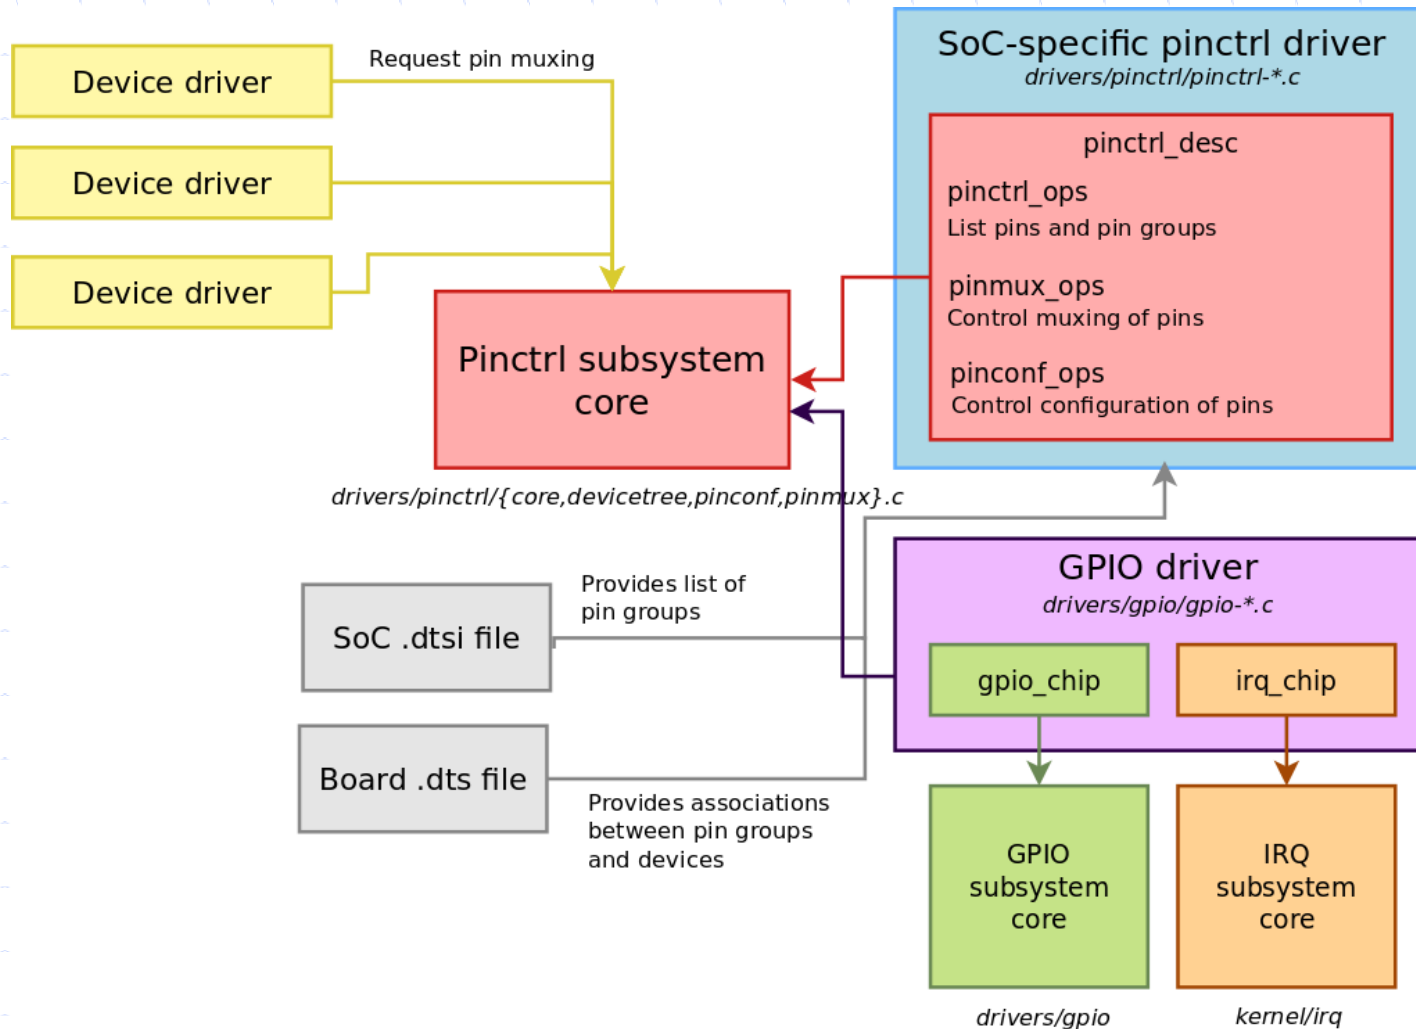 Request pin muxing
Device driver
Device driver
Device driver
Pinctrl subsystem
core
drivers/pinctrl/{core,devicetree,pinconf,pinmux}.c
SoC-specific pinctrl driver
drivers/pinctrl/pinctrl-*.c
pinctrl_desc
pinctrl_ops
List pins and pin groups
pinmux_ops
Control muxing of pins
pinconf_ops
Control configuration of pins
SoC .dtsi file
Provides list of
pin groups
Board .dts file
Provides associations
between pin groups
and devices
GPIO driver
drivers/gpio/gpio-*.c
gpio_chip
irq_chip
GPIO
subsystem
core
drivers/gpio
IRQ
subsystem
core
kernel/irq